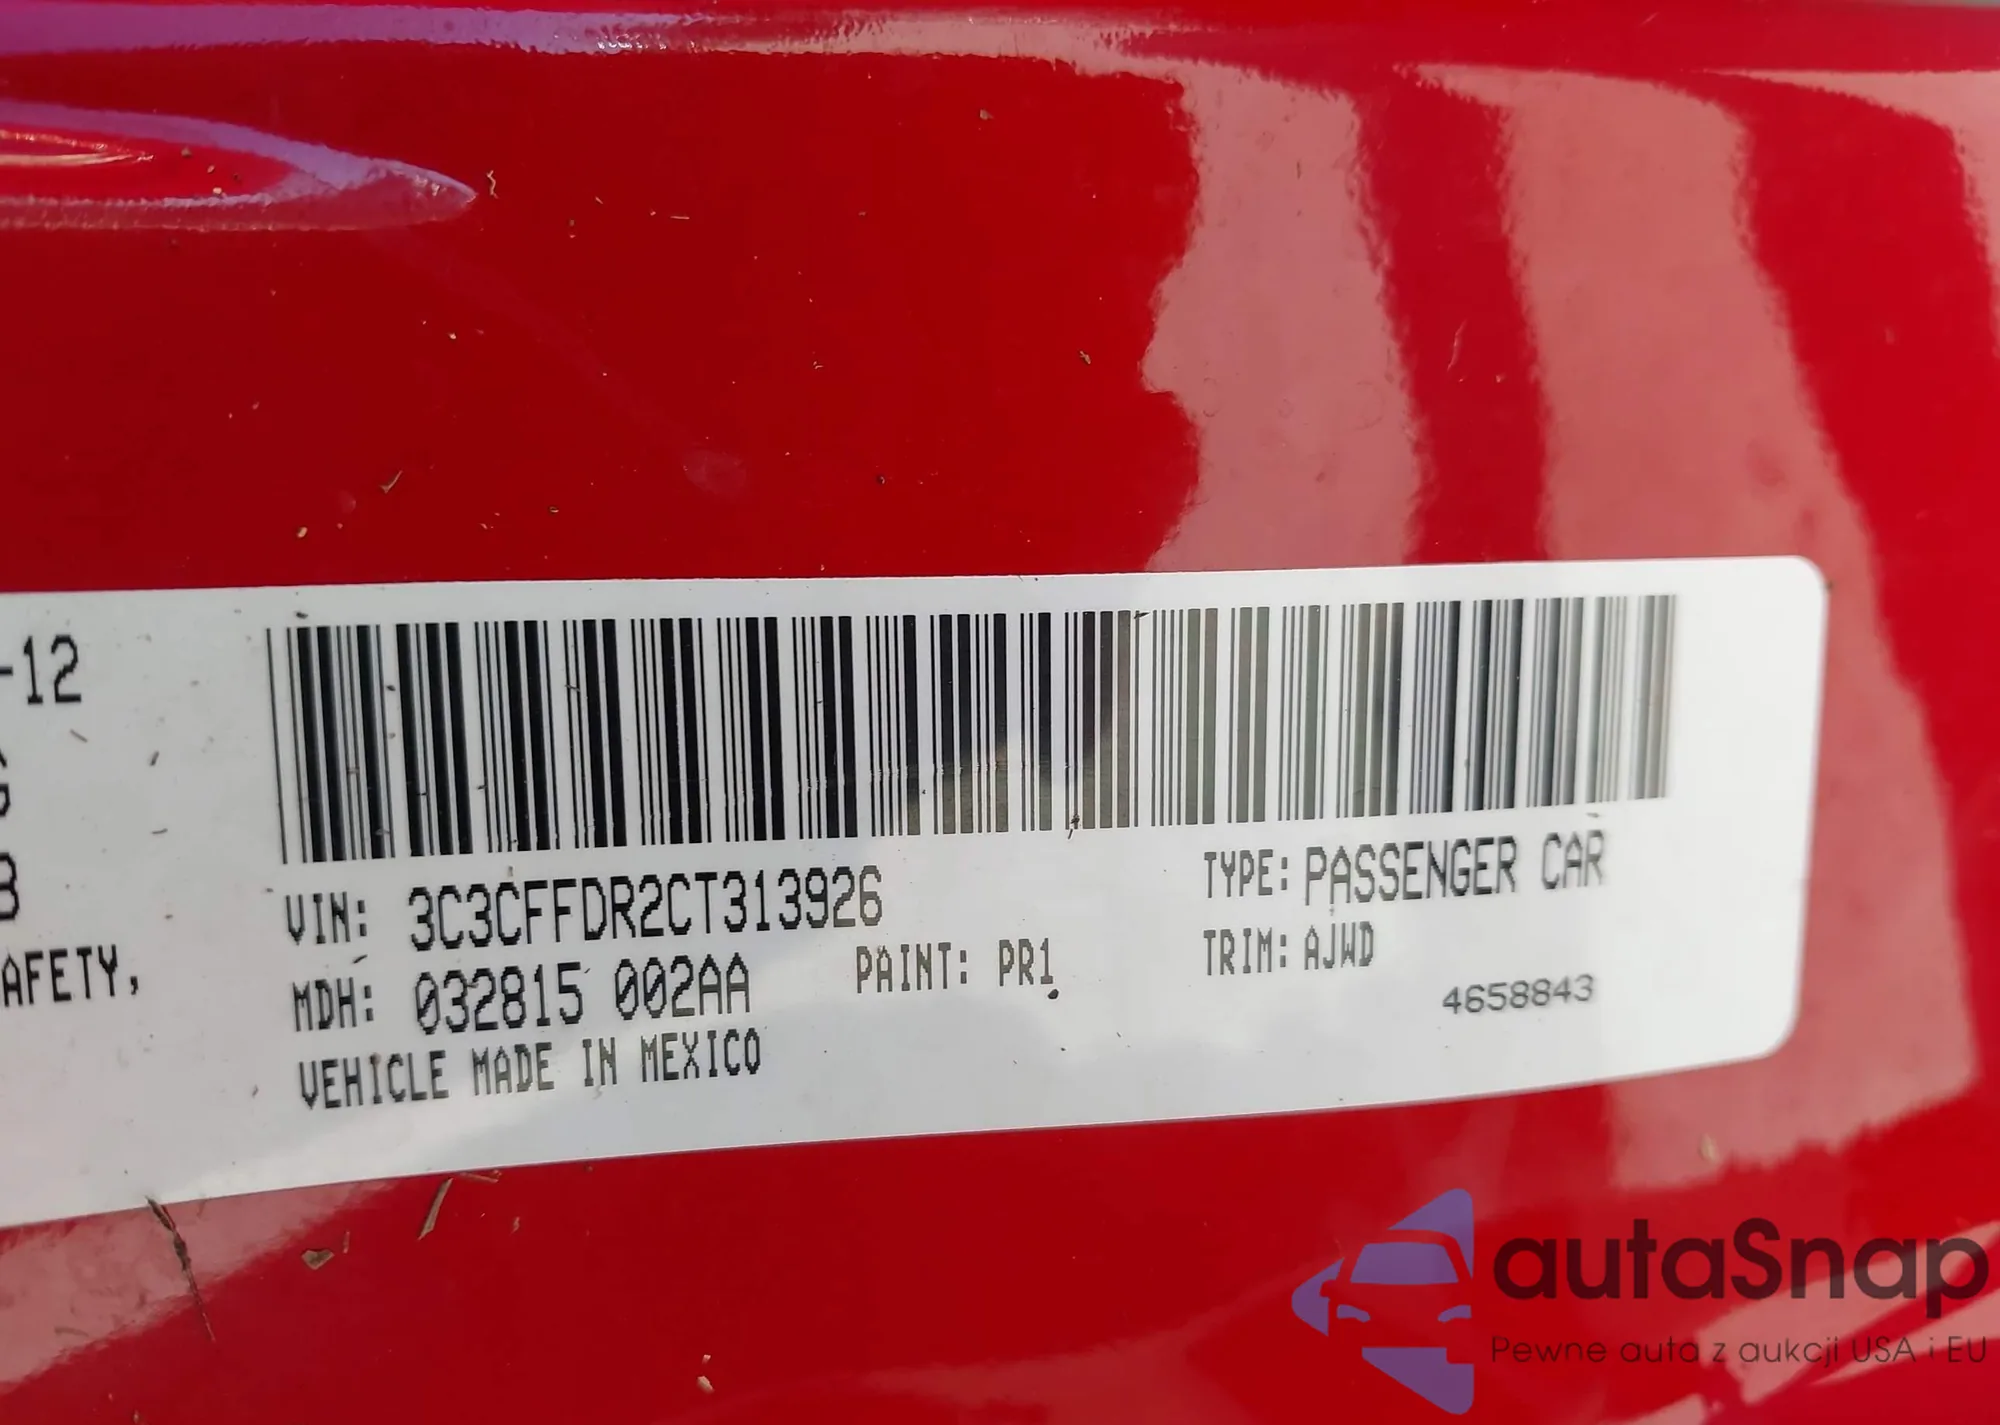 -12
AFETY,
VIN: 3C3CFFDR2CT313926
MDH: 032815 002AA
PAINT: PR1
VEHICLE MADE IN MEXICO
TYPE: PASSENGER CAR
TRIM: AJWD
4658843
autaSnap
Pewne auta z aukcji USA i EU